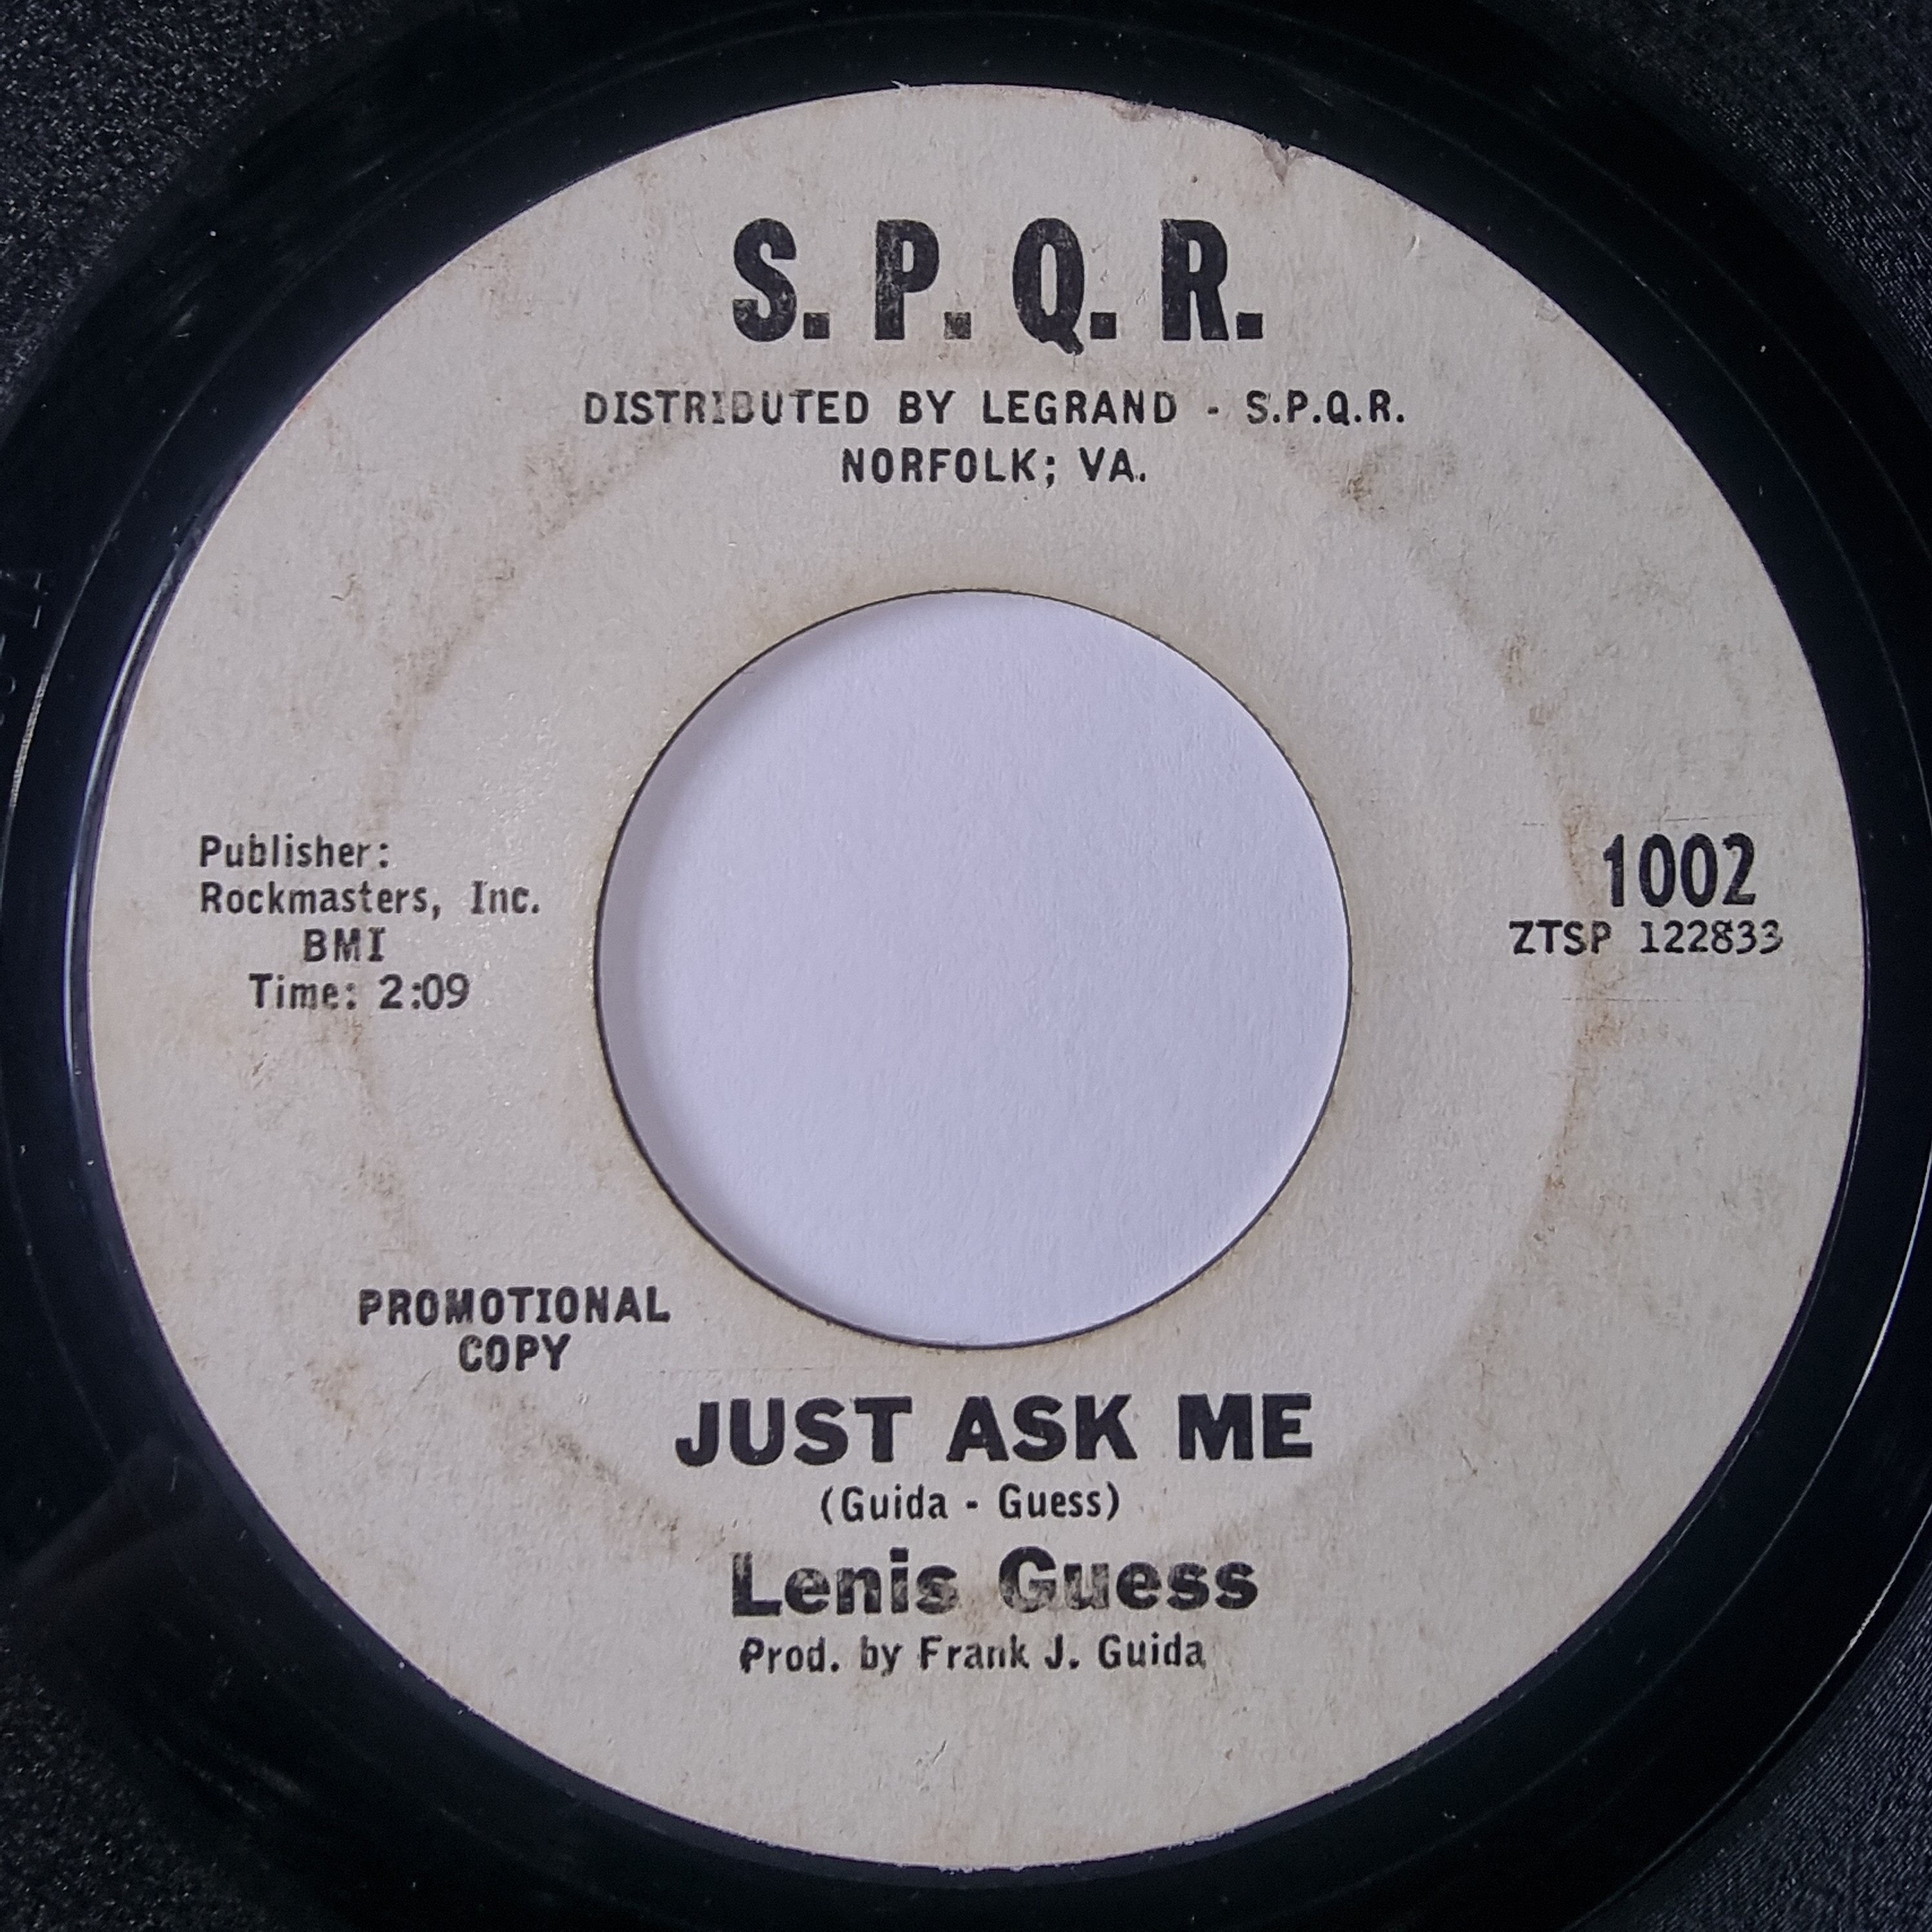 S. P. Q. R.
DISTRIBUTED BY LEGRAND - S.P.Q.R.
NORFOLK; VA.
Publisher:
Rockmasters, Inc.
BMI
Time: 2:09
1002
ZTSP 122833
PROMOTIONAL
COPY
JUST ASK ME
(Guida - Guess)
Lenis Guess
Prod. by Frank J. Guida